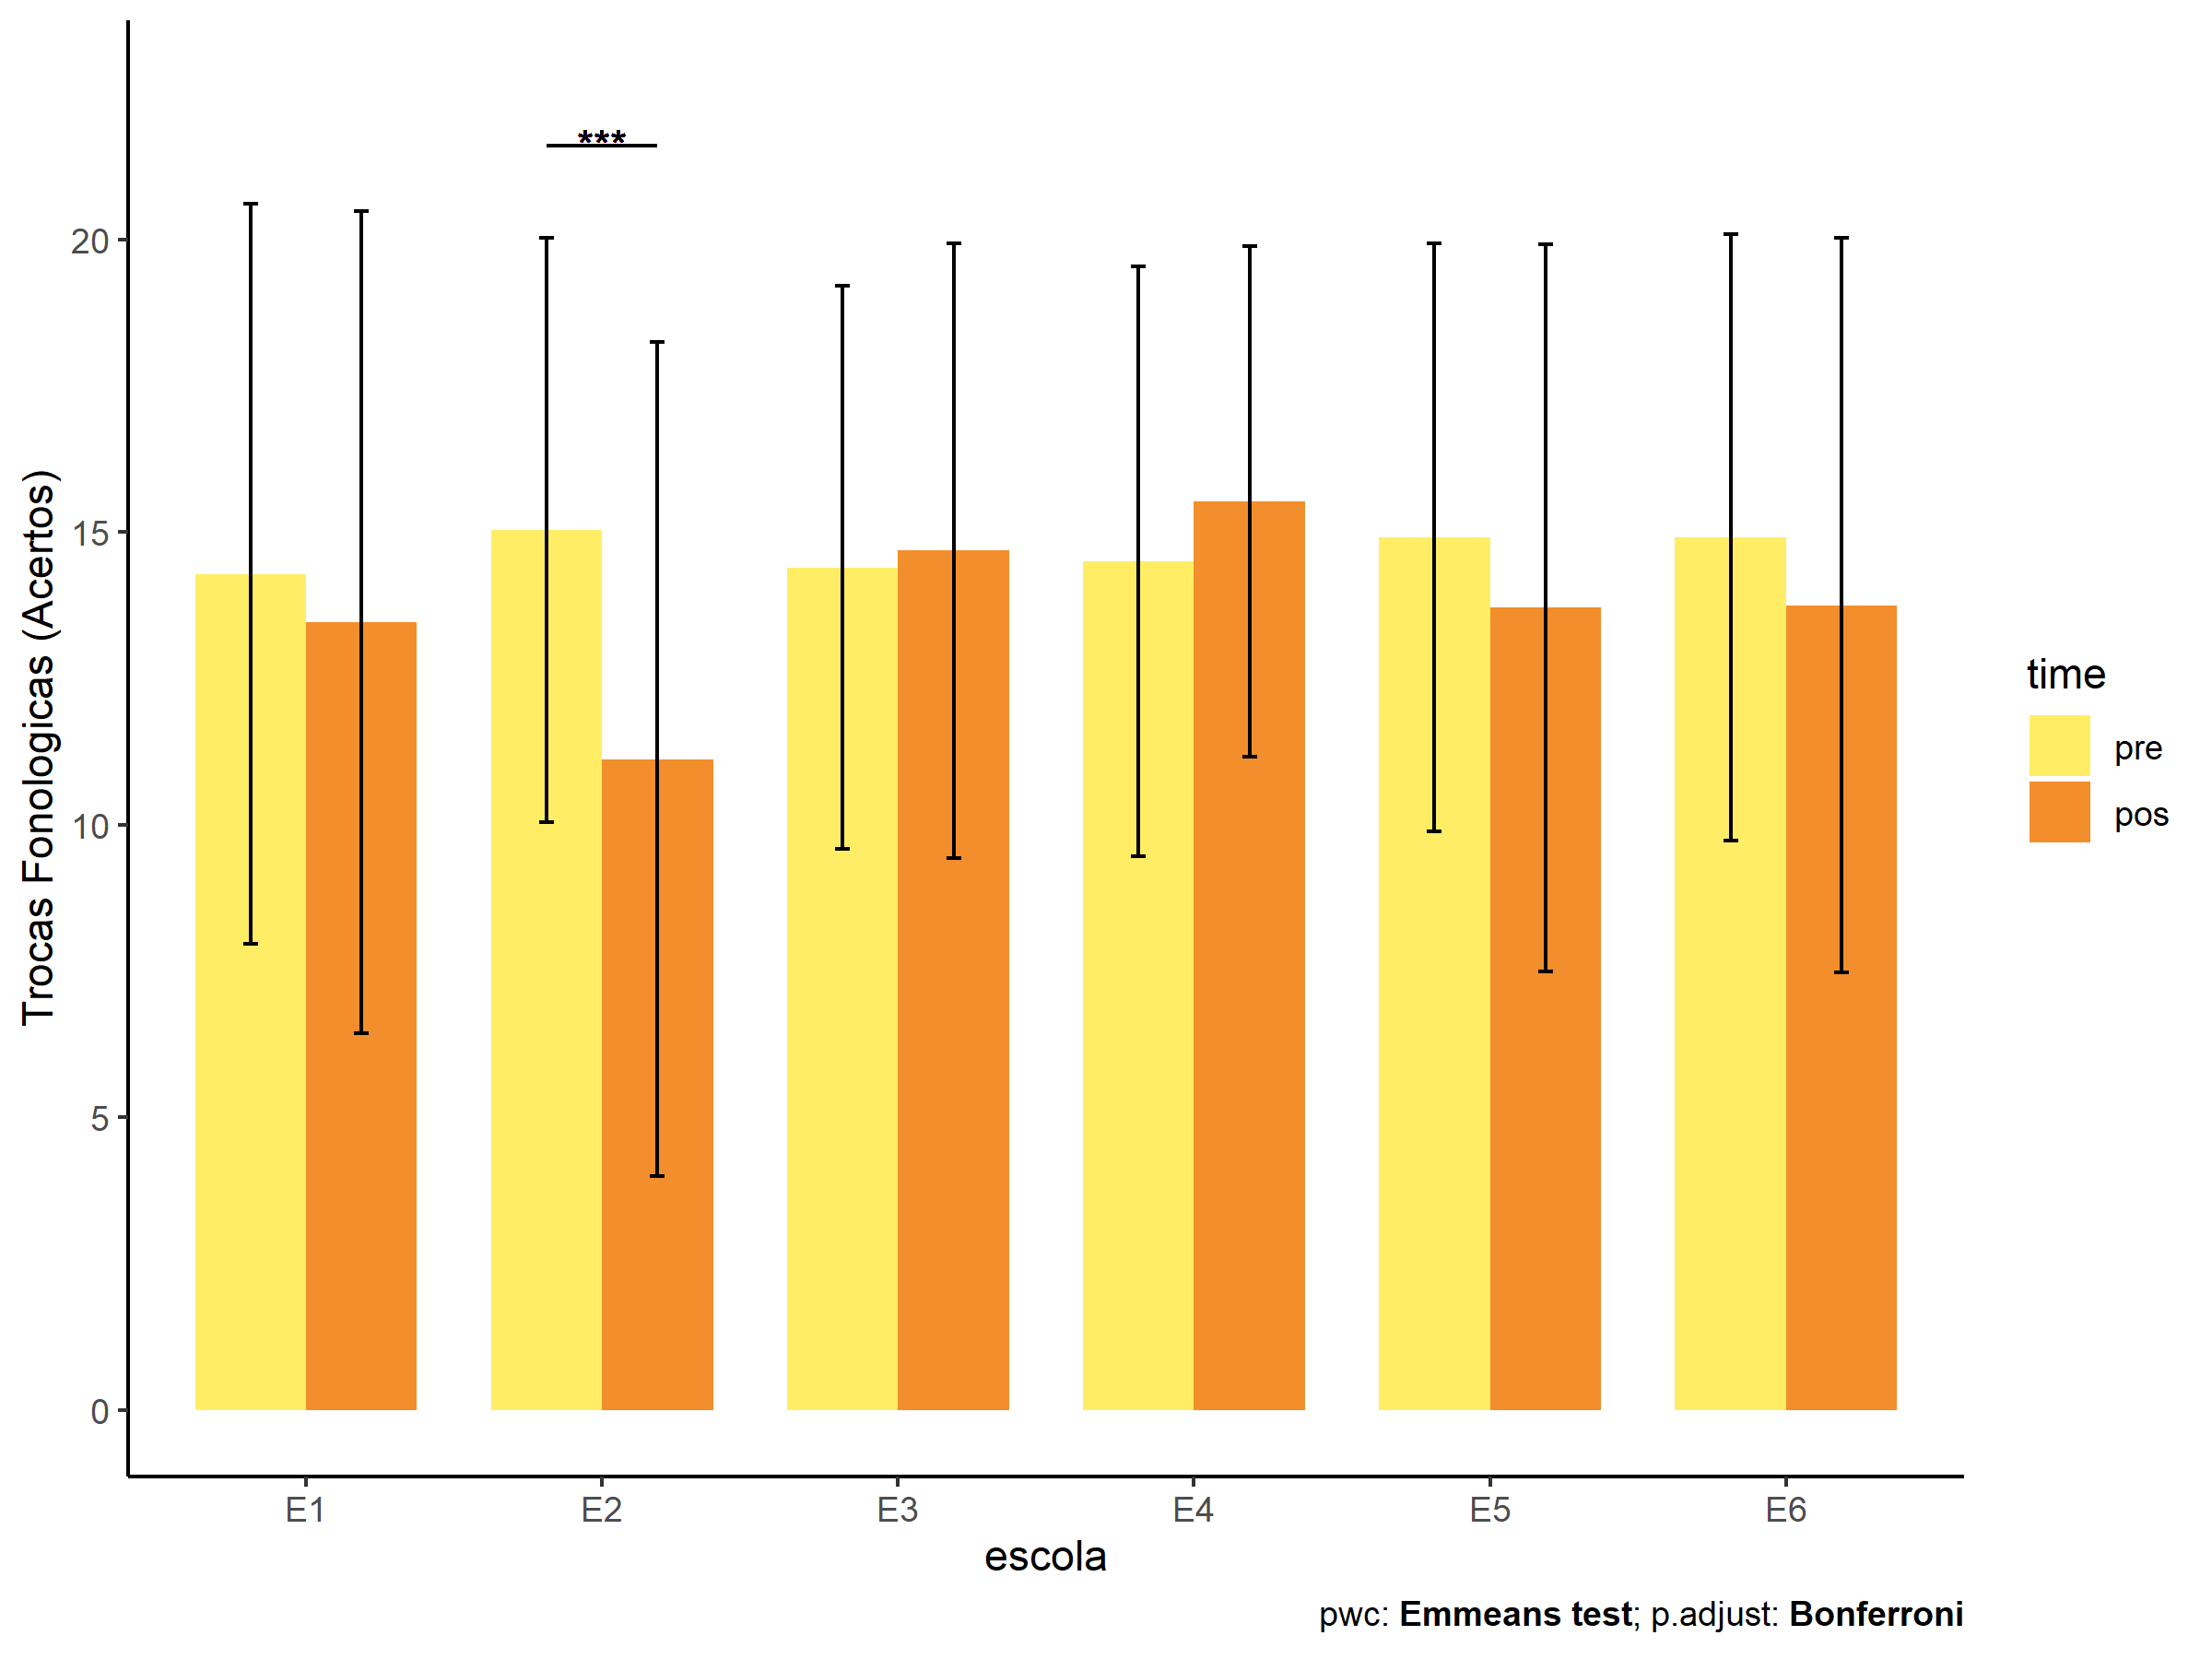 ***
20
15
10
5
0
Trocas Fonologicas (Acertos)
E1 E2 E3 E4 E5 E6
escola
time
pre
pos
pwc: Emmeans test; p.adjust: Bonferroni